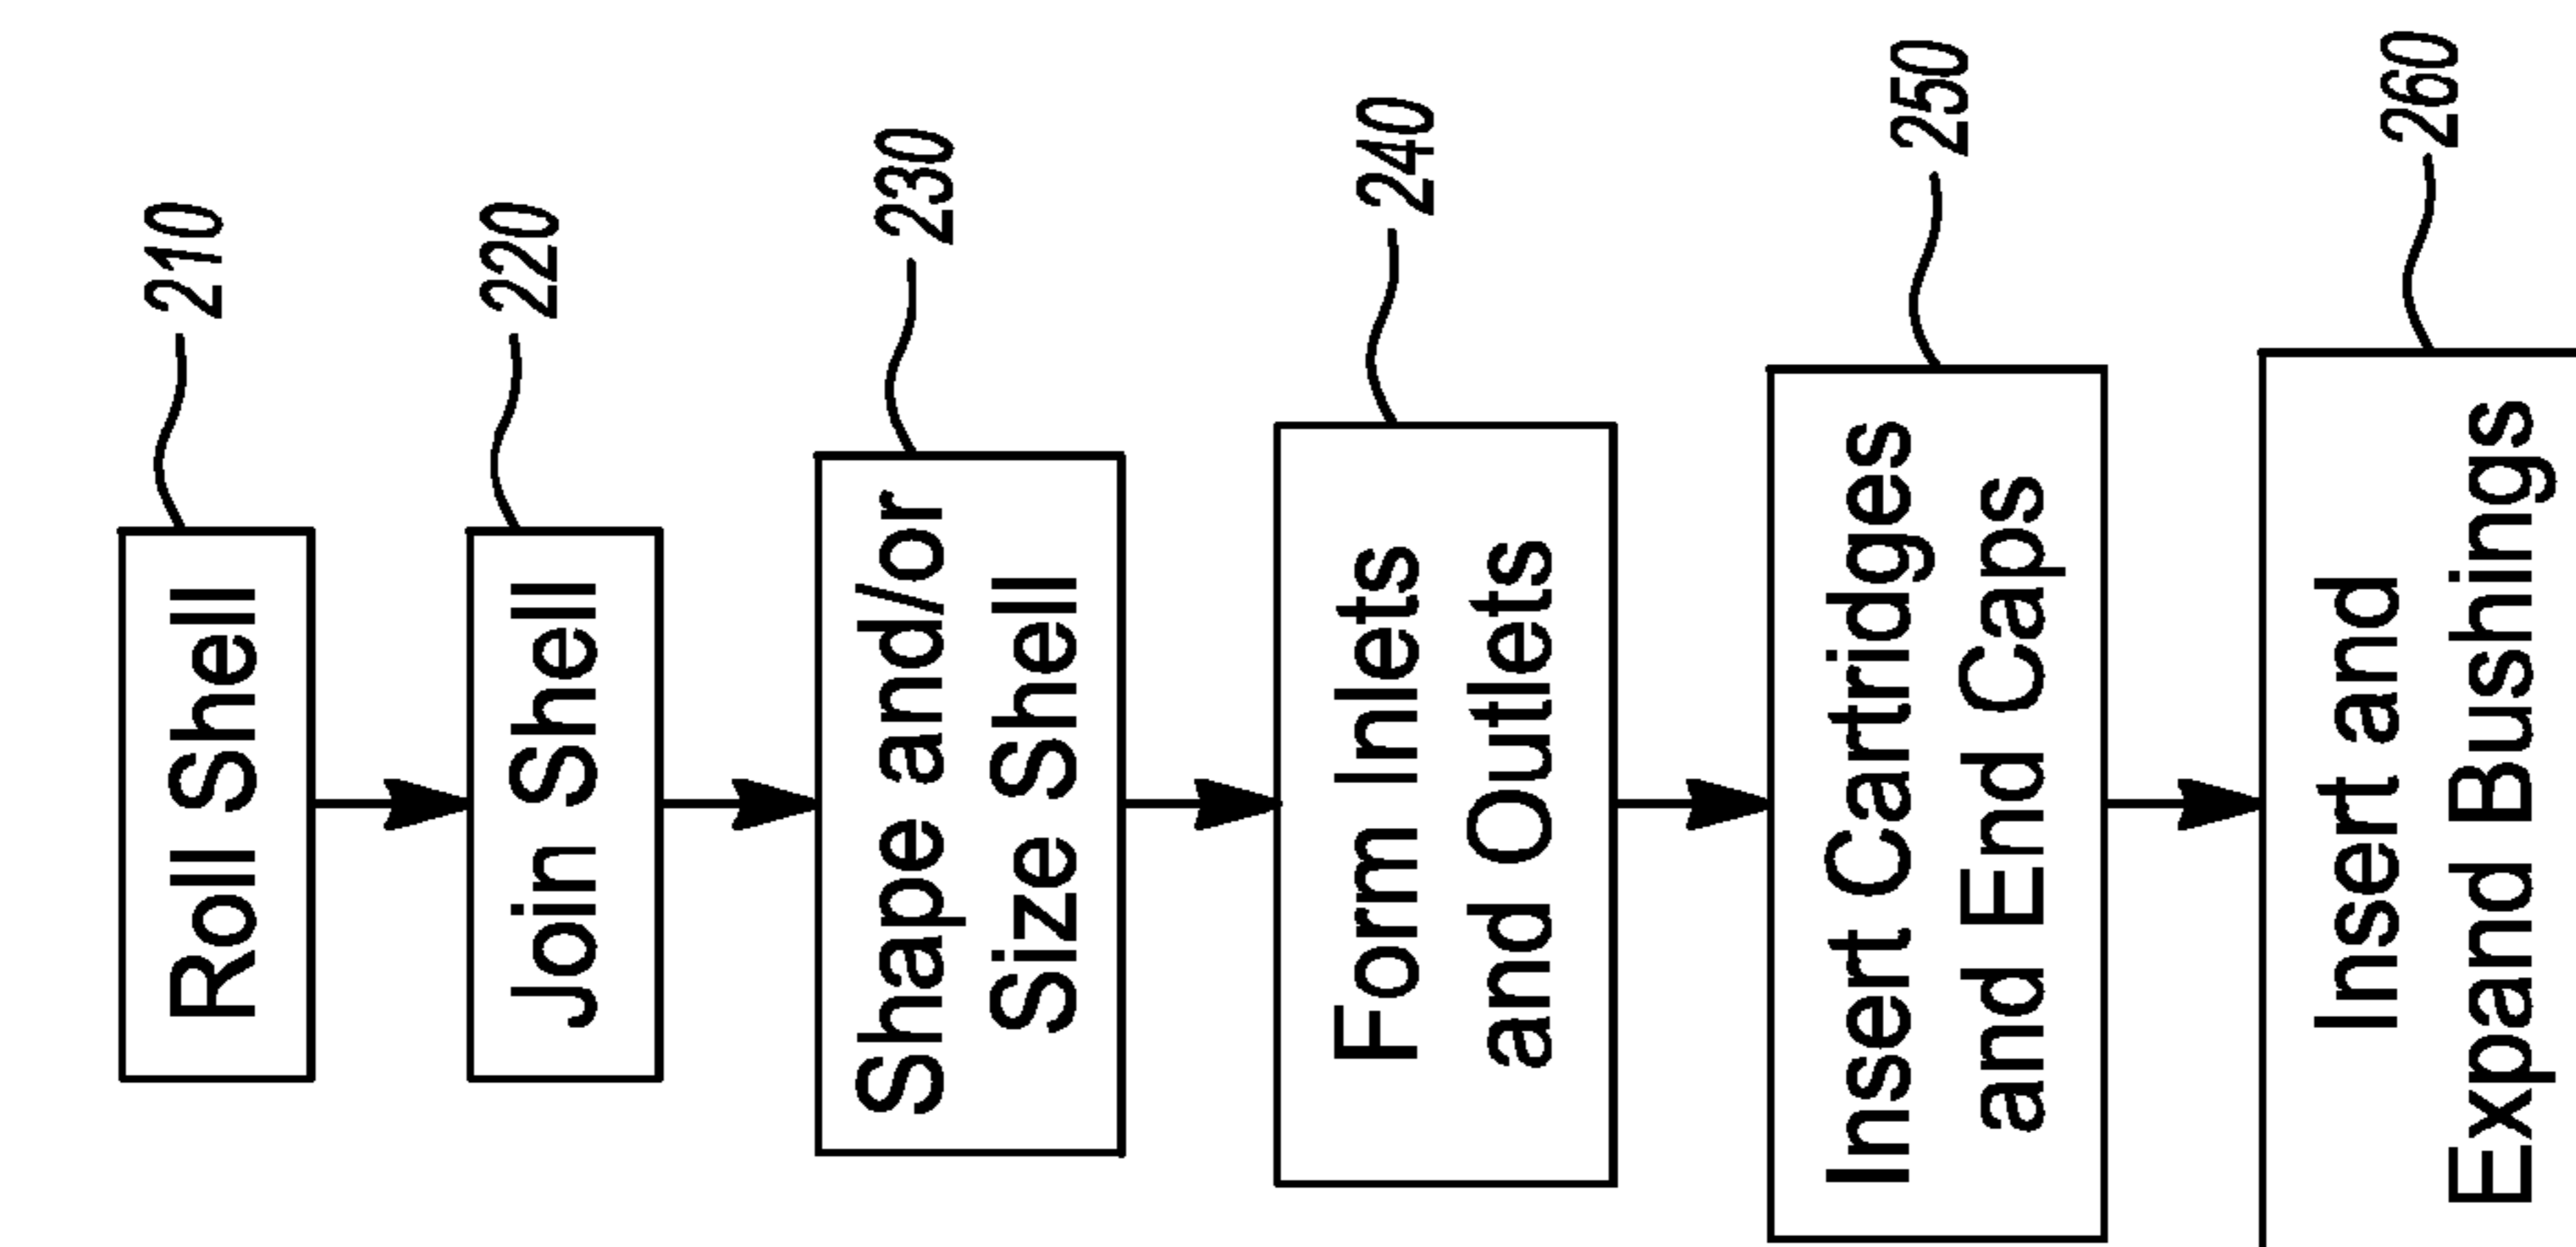 Roll Shell
210
Join Shell
220
Shape and/or
Size Shell
230
Form Inlets
and Outlets
240
Insert Cartridges
and End Caps
250
Insert and
Expand Bushings
260